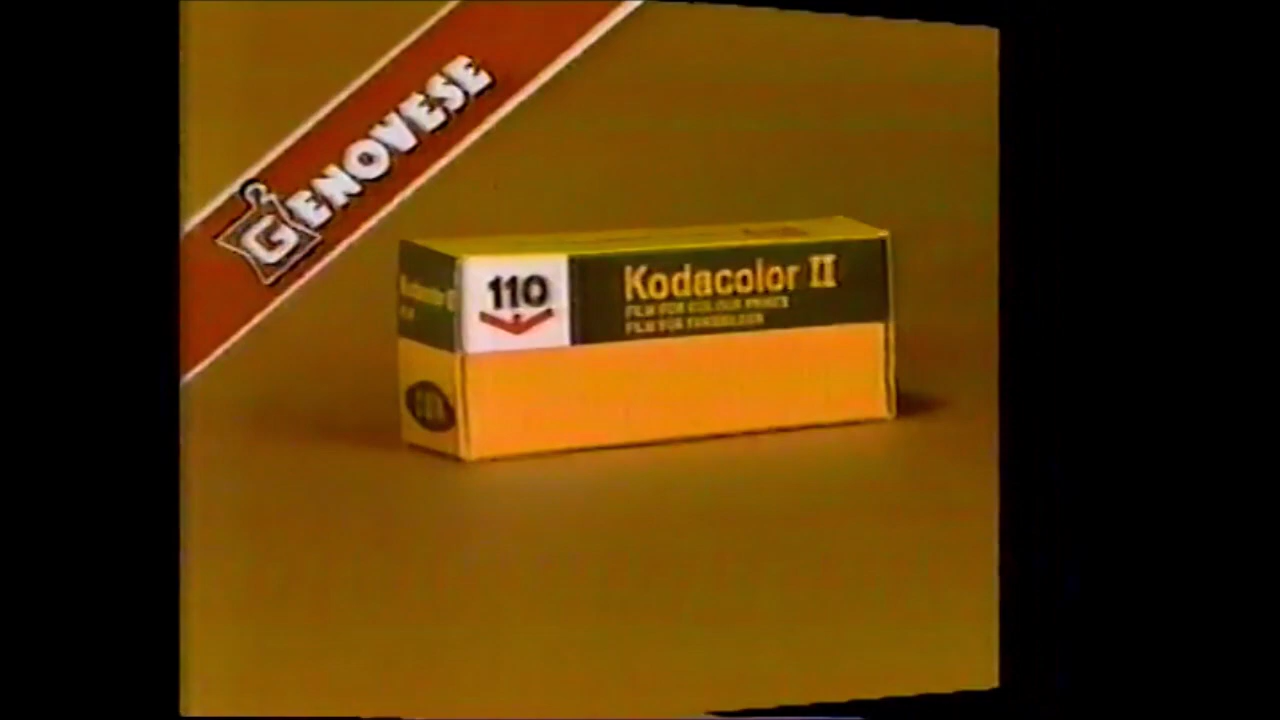 GENOVESE
110
Kodacolor II
FILM FOR COLOUR PRINTS
FILM FÜR FARBBILDER